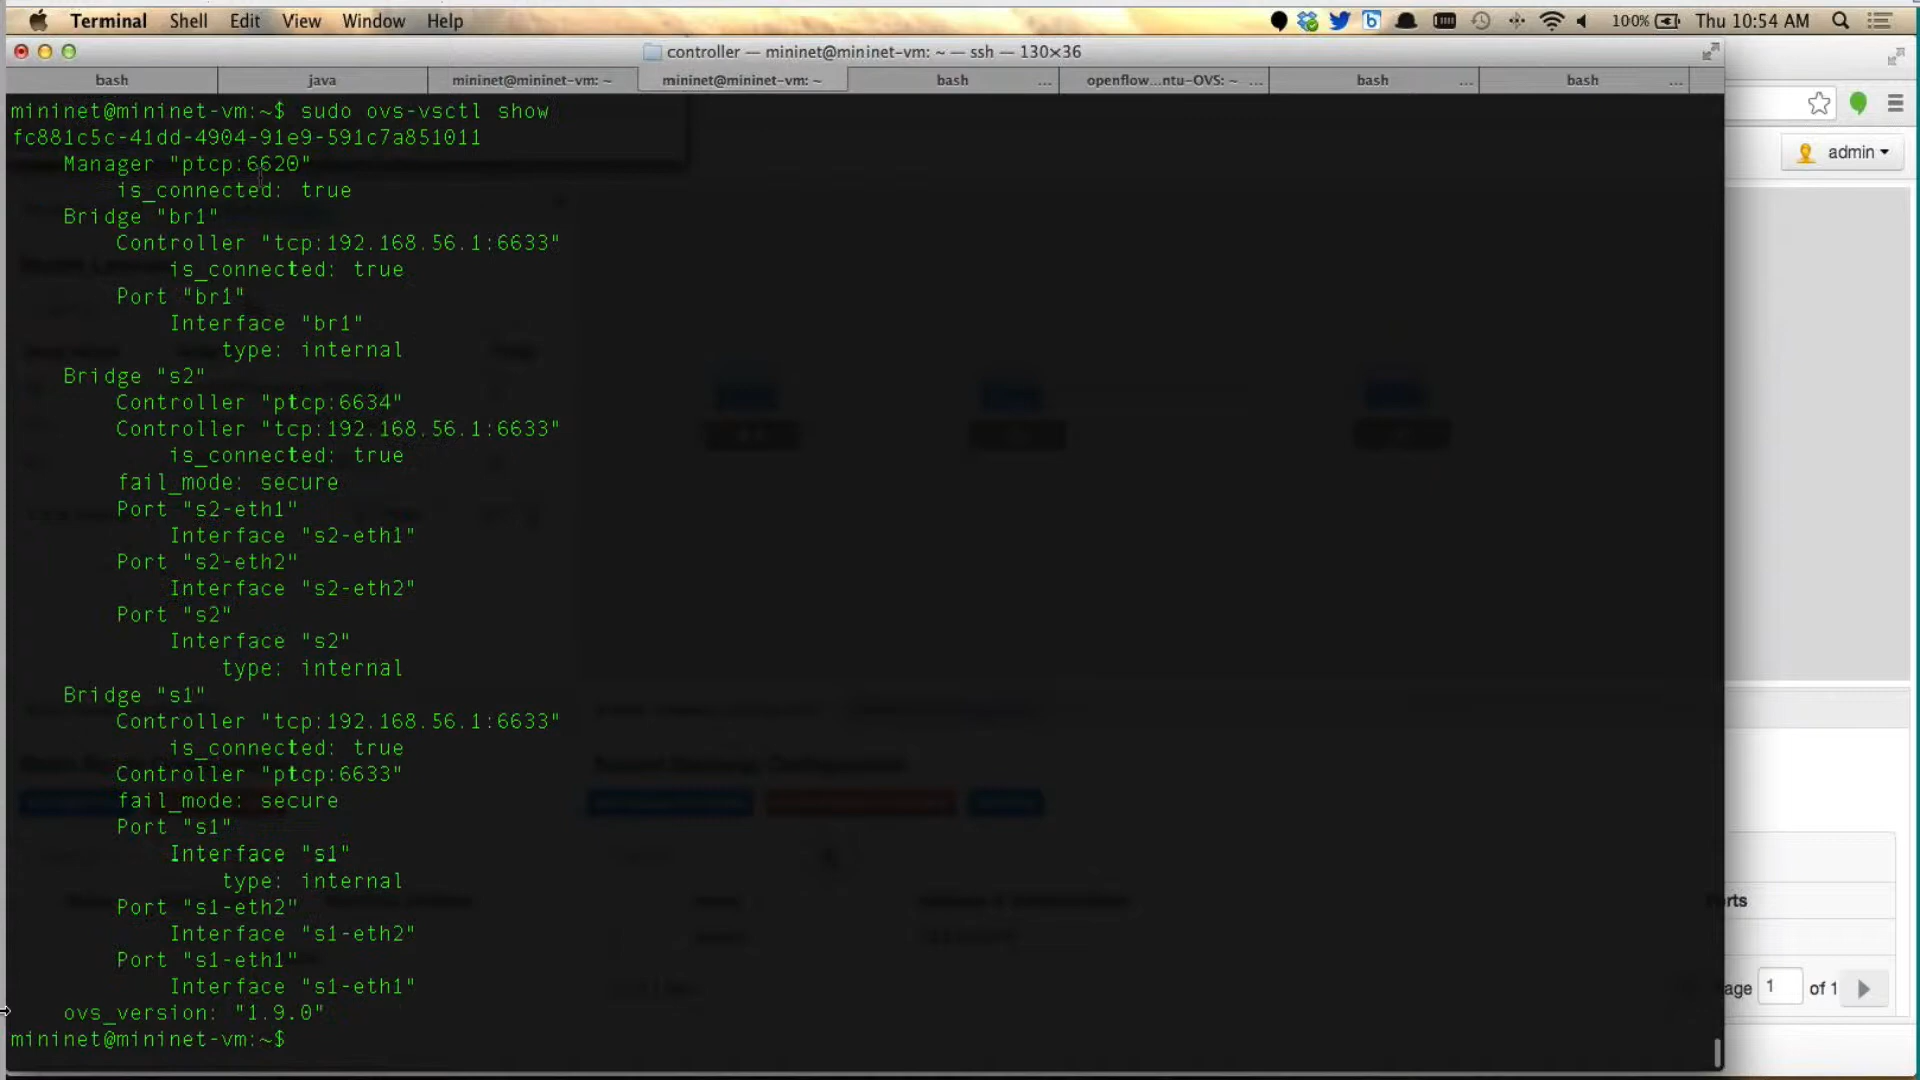 Terminal Shell Edit View Window Help 100% Thu 10:54 AM
controller — mininet@mininet-vm: ~ — ssh — 130×36
bash java mininet@mininet-vm: ~ mininet@mininet-vm: ~ bash ... openflow...ntu-OVS: ~ ... bash ... bash ...
admin
mininet@mininet-vm:~$ sudo ovs-vsctl show
fc881c5c-41dd-4904-91e9-591c7a851011
Manager "ptcp:6620"
is_connected: true
Bridge "br1"
Controller "tcp:192.168.56.1:6633"
is_connected: true
Port "br1"
Interface "br1"
type: internal
Bridge "s2"
Controller "ptcp:6634"
Controller "tcp:192.168.56.1:6633"
is_connected: true
fail_mode: secure
Port "s2-eth1"
Interface "s2-eth1"
Port "s2-eth2"
Interface "s2-eth2"
Port "s2"
Interface "s2"
type: internal
Bridge "s1"
Controller "tcp:192.168.56.1:6633"
is_connected: true
Controller "ptcp:6633"
fail_mode: secure
Port "s1"
Interface "s1"
type: internal
Port "s1-eth2"
Interface "s1-eth2"
Port "s1-eth1"
Interface "s1-eth1"
ovs_version: "1.9.0"
mininet@mininet-vm:~$
rts
age 1 of 1